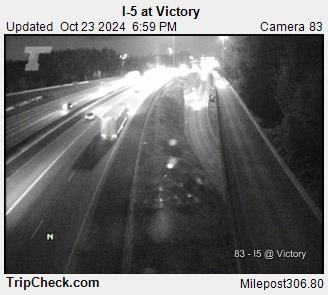 I-5 at Victory
Updated Oct 23 2024 6:59 PM Camera 83
T
N
83 - I5 @ Victory
TripCheck.com Milepost306.80